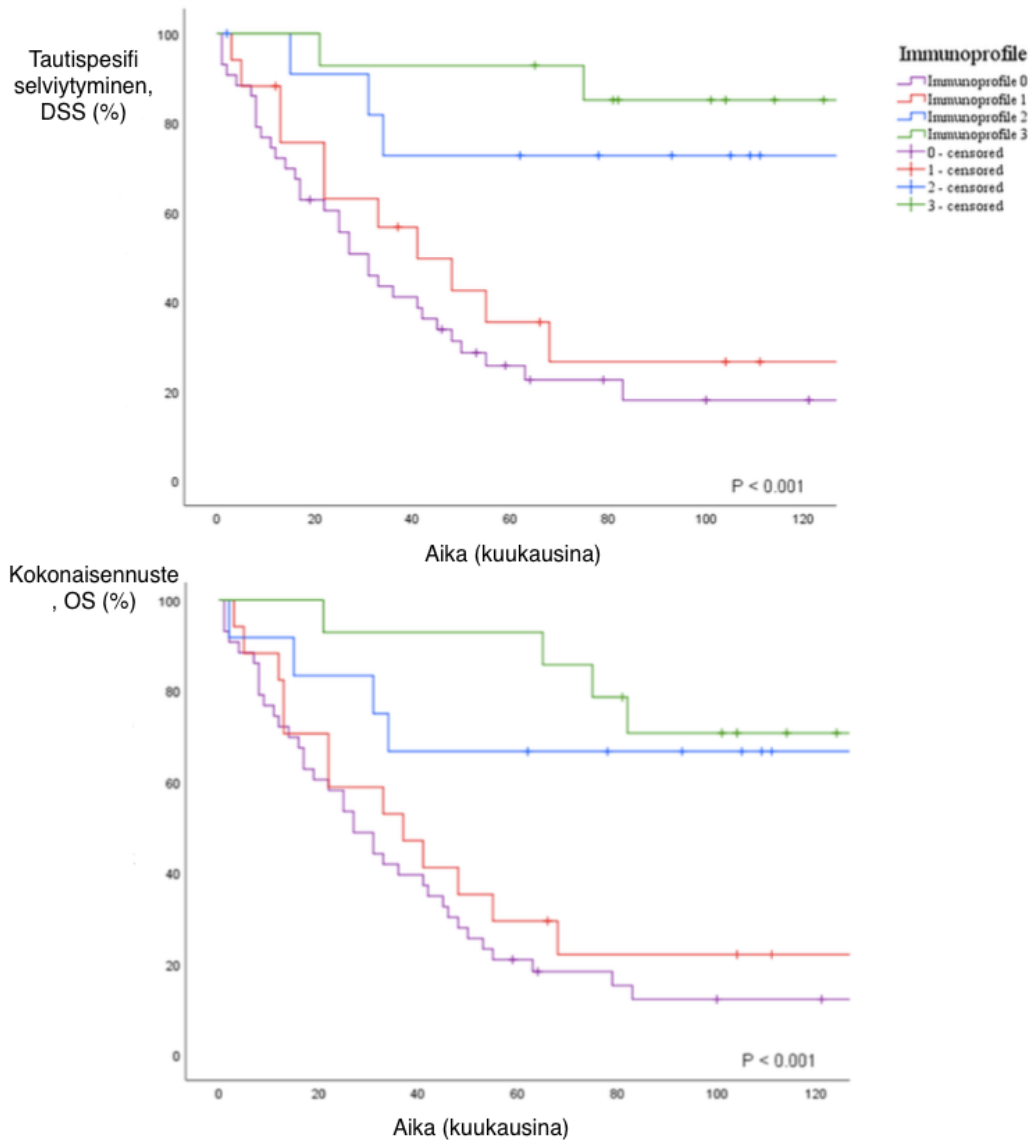 Tautispesifi
selviytyminen,
DSS (%)
100
80
60
40
20
0
0 20 40 60 80 100 120
P < 0.001
Aika (kuukausina)
Immunoprofile
Immunoprofile 0
Immunoprofile 1
Immunoprofile 2
Immunoprofile 3
0 - censored
1 - censored
2 - censored
3 - censored
Kokonaisennuste
, OS (%)
100
80
60
40
20
0
0 20 40 60 80 100 120
P < 0.001
Aika (kuukausina)